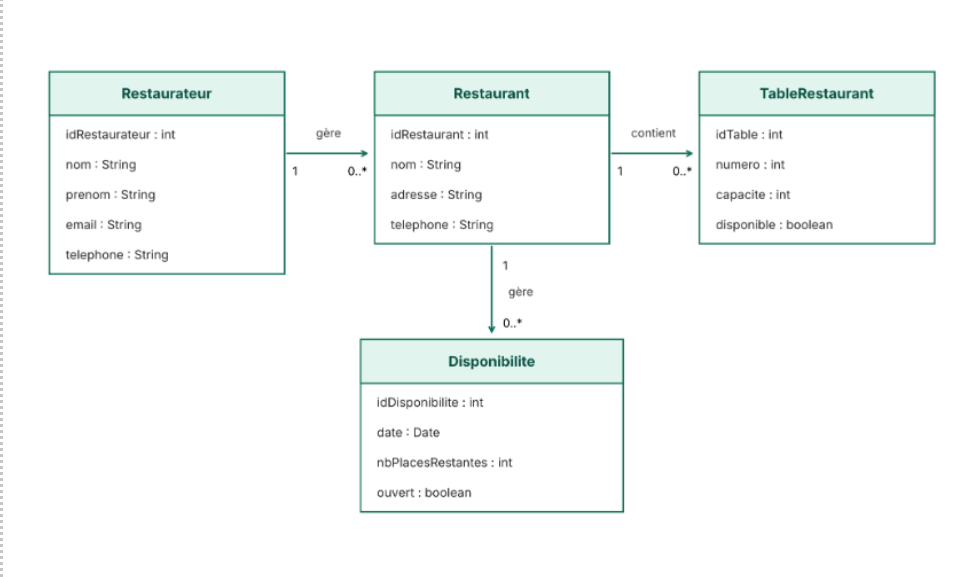 Restaurateur
idRestaurateur : int
nom : String
prenom : String
email : String
telephone : String
gère
1
0..*
Restaurant
idRestaurant : int
nom : String
adresse : String
telephone : String
contient
1
0..*
TableRestaurant
idTable : int
numero : int
capacite : int
disponible : boolean
1
gère
0..*
Disponibilite
idDisponibilite : int
date : Date
nbPlacesRestantes : int
ouvert : boolean